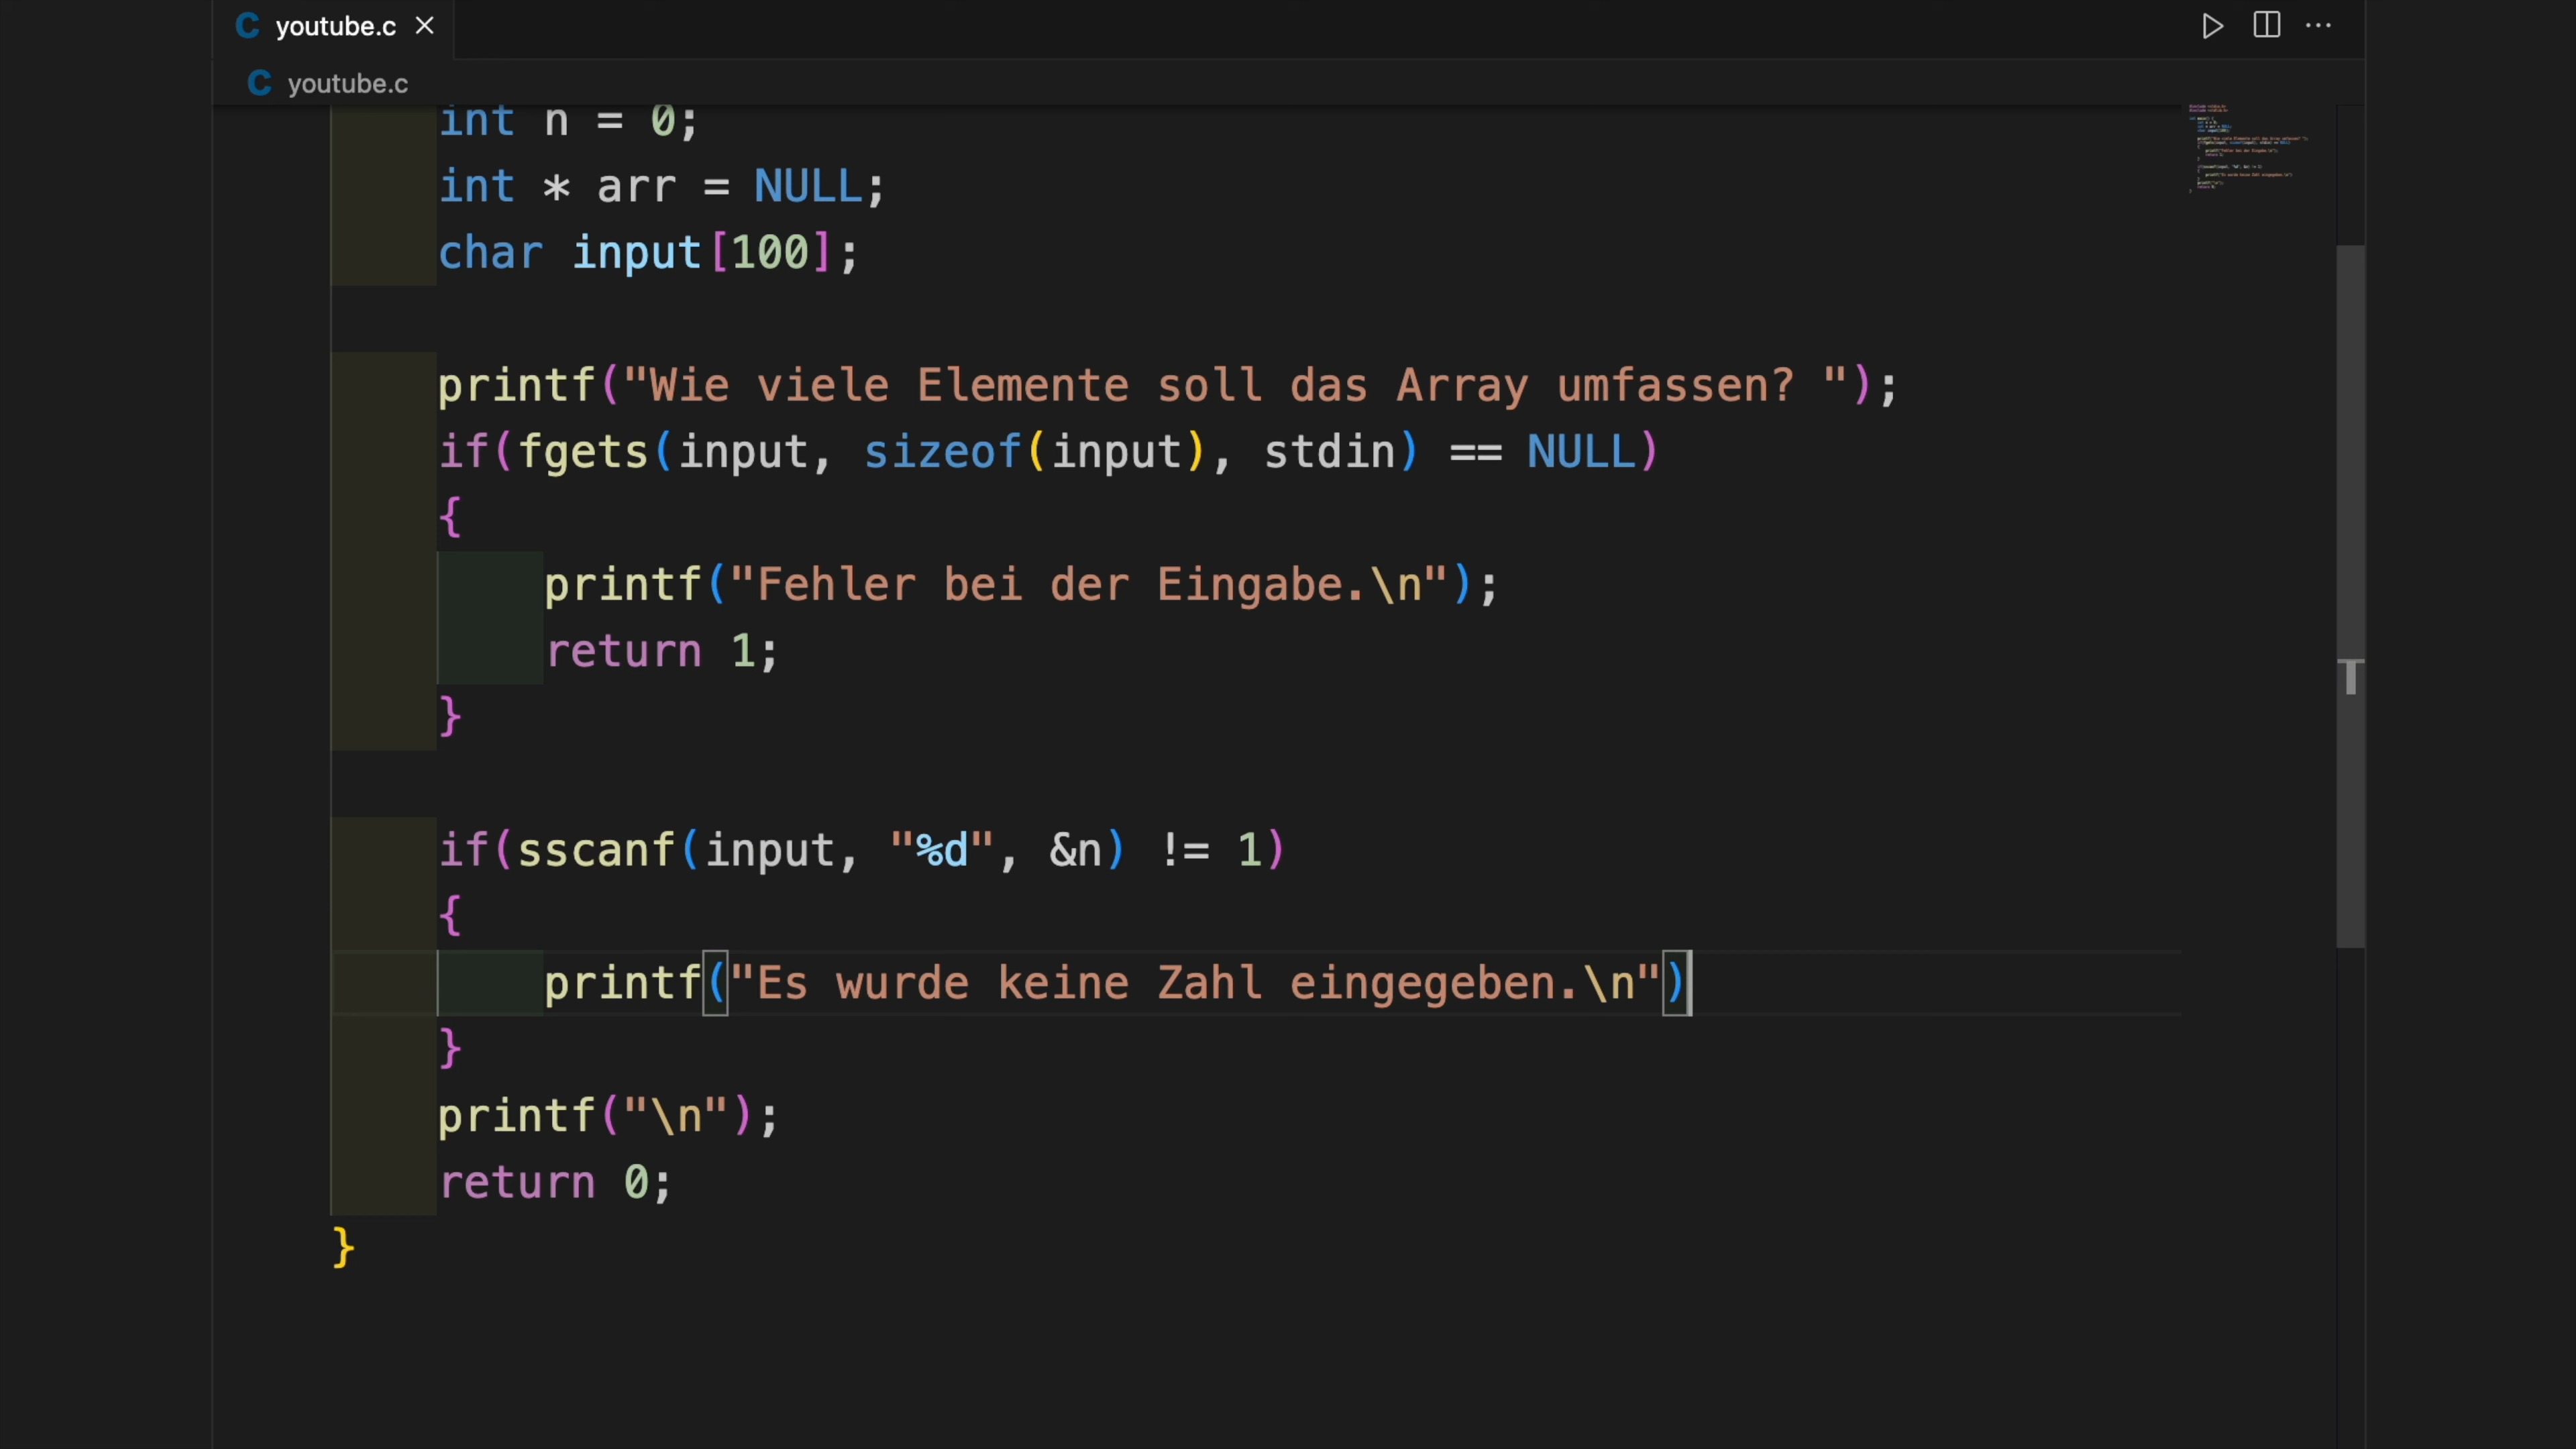 C youtube.c
C youtube.c
int n = 0;
int * arr = NULL;
char input[100];
printf("Wie viele Elemente soll das Array umfassen? ");
if(fgets(input, sizeof(input), stdin) == NULL)
{
printf("Fehler bei der Eingabe.\n");
return 1;
}
if(sscanf(input, "%d", &n) != 1)
{
printf("Es wurde keine Zahl eingegeben.\n")
}
printf("\n");
return 0;
}